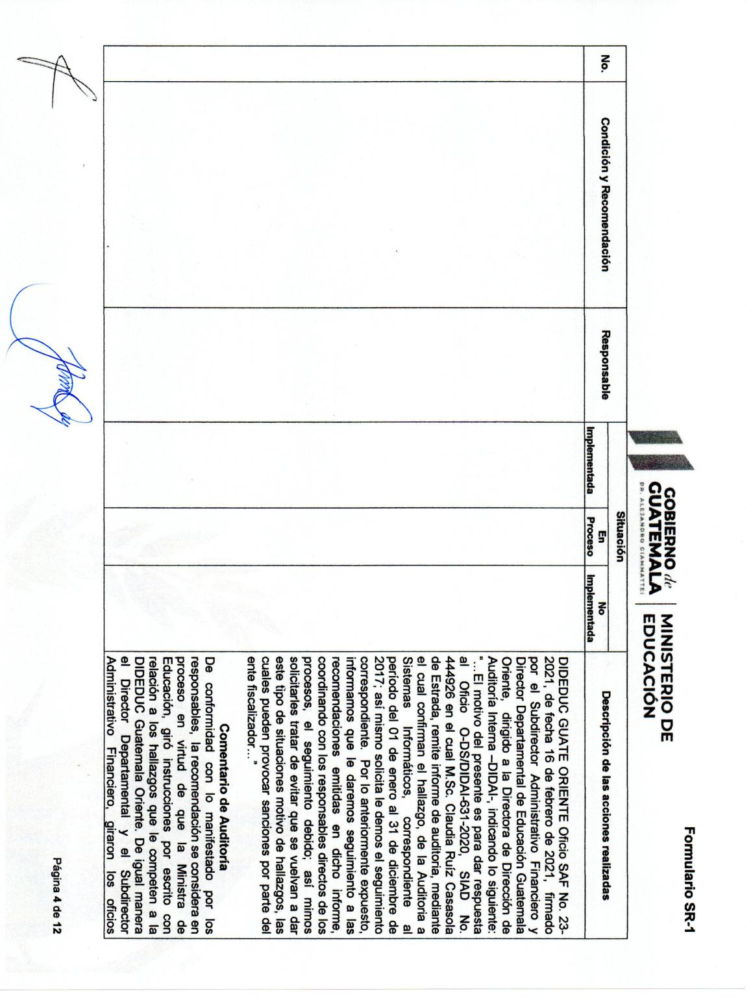 Formulario SR-1
GOBIERNO de
GUATEMALA
DR. ALEJANDRO GIAMMATTEI
MINISTERIO DE
EDUCACIÓN
No.
Condición y Recomendación
Responsable
Situación
Implementada
En
Proceso
No
Implementada
Descripción de las acciones realizadas
DIDEDUC GUATE ORIENTE Oficio SAF No. 23-
2021, de fecha 16 de febrero de 2021, firmado
por el Subdirector Administrativo Financiero y
Director Departamental de Educación Guatemala
Oriente, dirigido a la Directora de Dirección de
Auditoría Interna –DIDAI-, indicando lo siguiente:
"…El motivo del presente es para dar respuesta
al Oficio O-DS/DIDAI-631-2020, SIAD No.
444926 en el cual M.Sc. Claudia Ruíz Casasola
de Estrada, remite informe de auditoria, mediante
el cual confirman el hallazgo, de la Auditoria a
Sistemas Informáticos, correspondiente al
período del 01 de enero al 31 de diciembre de
2017; así mismo solicita le demos el seguimiento
correspondiente. Por lo anteriormente expuesto,
informamos que le daremos seguimiento a las
recomendaciones emitidas en dicho informe,
coordinando con los responsables directos de los
procesos, el seguimiento debido; así mimos
solicitarles tratar de evitar que se vuelvan a dar
este tipo de situaciones motivo de hallazgos, las
cuales pueden provocar sanciones por parte del
ente fiscalizador…"
Comentario de Auditoría
De conformidad con lo manifestado por los
responsables, la recomendación se considera en
proceso en virtud de que la Ministra de
Educación, giró instrucciones por escrito con
relación a los hallazgos que le competen a la
DIDEDUC Guatemala Oriente. De igual manera
el Director Departamental y el Subdirector
Administrativo Financiero, giraron los oficios
Página 4 de 12